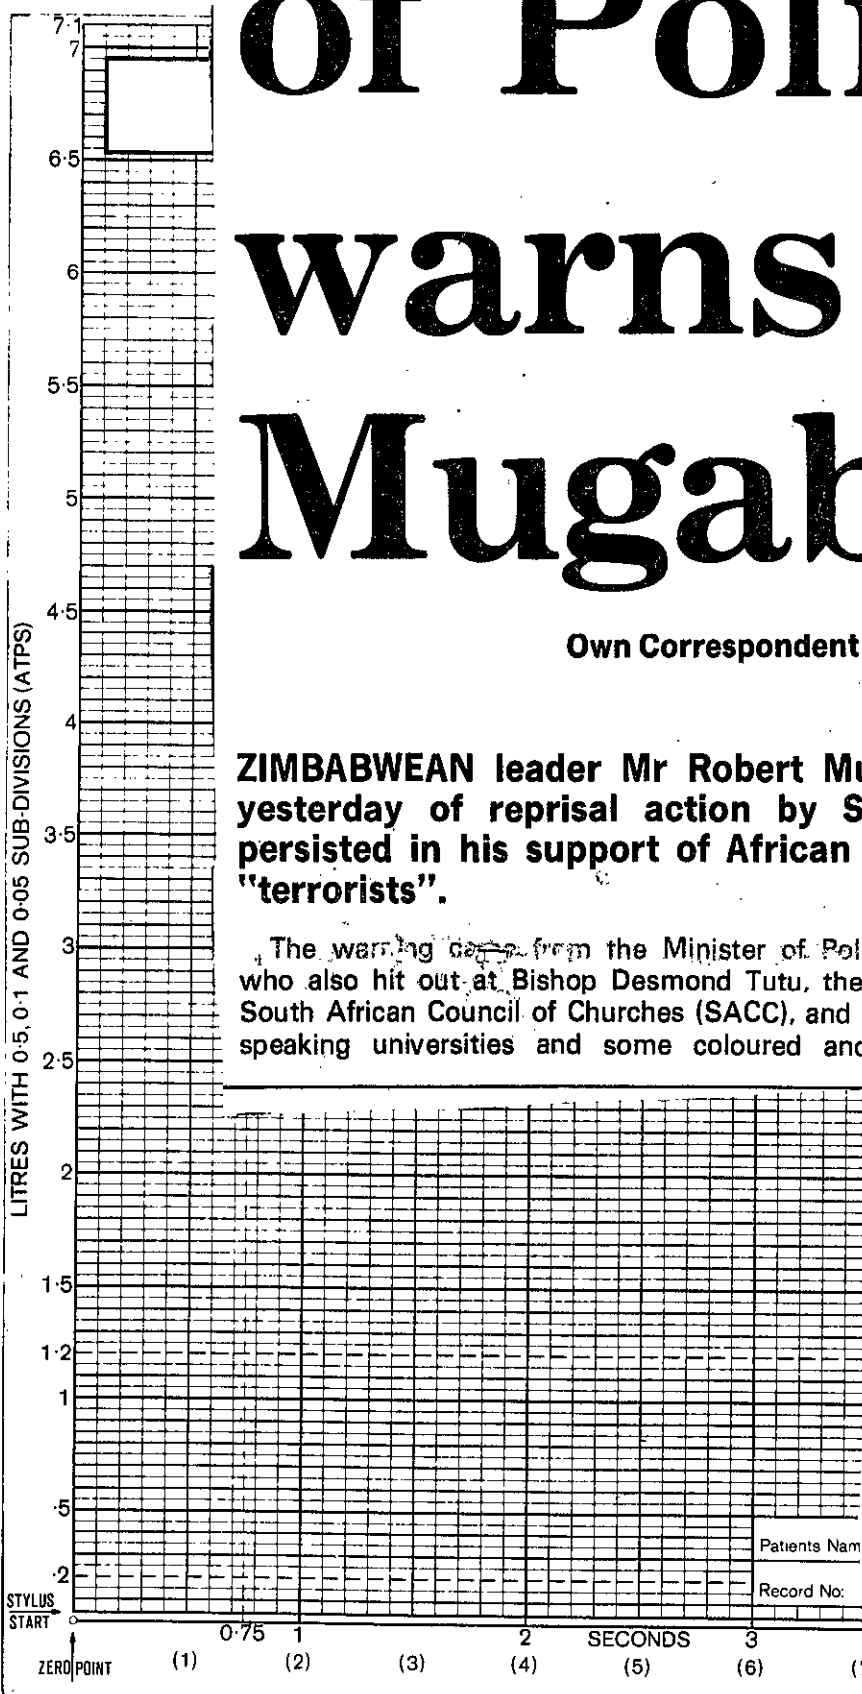 of Poli
warns
Mugab
Own Correspondent
ZIMBABWEAN leader Mr Robert Mu
yesterday of reprisal action by S
persisted in his support of African
"terrorists".
The warning came from the Minister of Pol
who also hit out at Bishop Desmond Tutu, the
South African Council of Churches (SACC), and
speaking universities and some coloured and
LITRES WITH 0·5, 0·1 AND 0·05 SUB-DIVISIONS (ATPS)
7·1
7
6·5
6
5·5
5
4·5
4
3·5
3
2·5
2
1·5
1·2
1
·5
·2
Patients Nam
Record No:
STYLUS
START
0·75 1 2 SECONDS 3
ZERO POINT (1) (2) (3) (4) (5) (6)